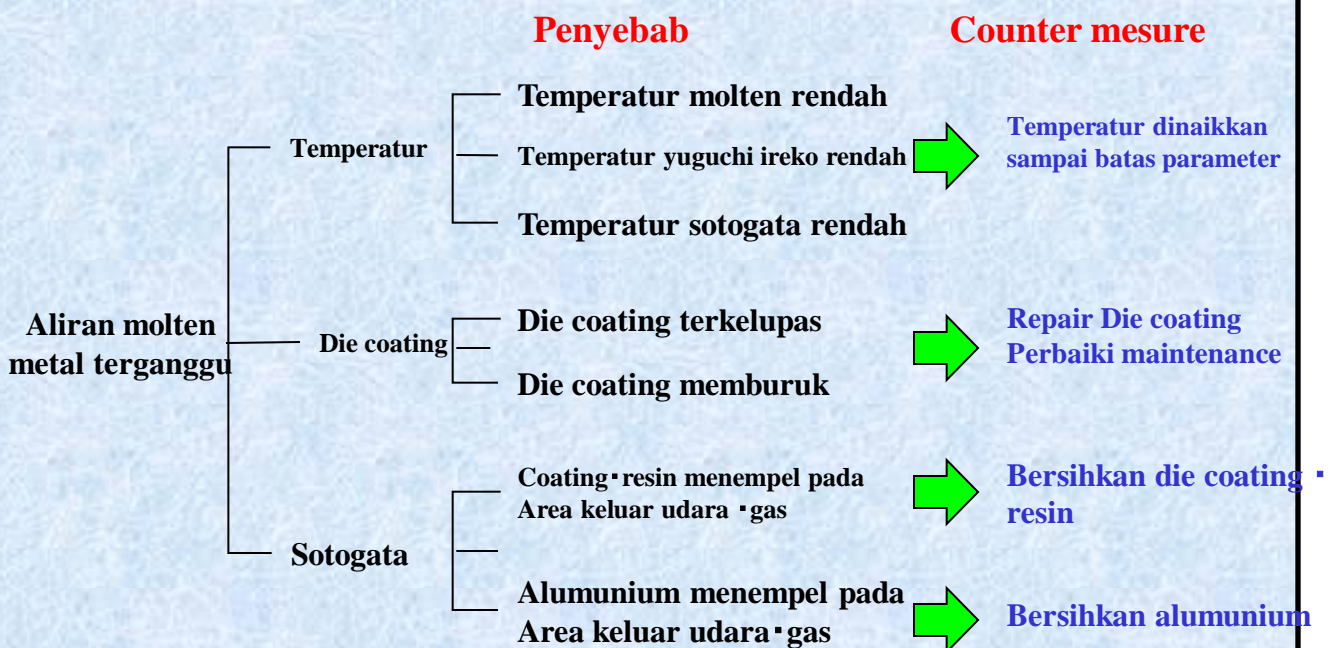 Penyebab
Counter mesure
Temperatur molten rendah
Temperatur
Temperatur yuguchi ireko rendah
Temperatur dinaikkan
sampai batas parameter
Temperatur sotogata rendah
Aliran molten
metal terganggu
Die coating
Die coating terkelupas
Die coating memburuk
Repair Die coating
Perbaiki maintenance
Sotogata
Coating▪resin menempel pada
Area keluar udara ▪gas
Bersihkan die coating ▪
resin
Alumunium menempel pada
Area keluar udara▪gas
Bersihkan alumunium